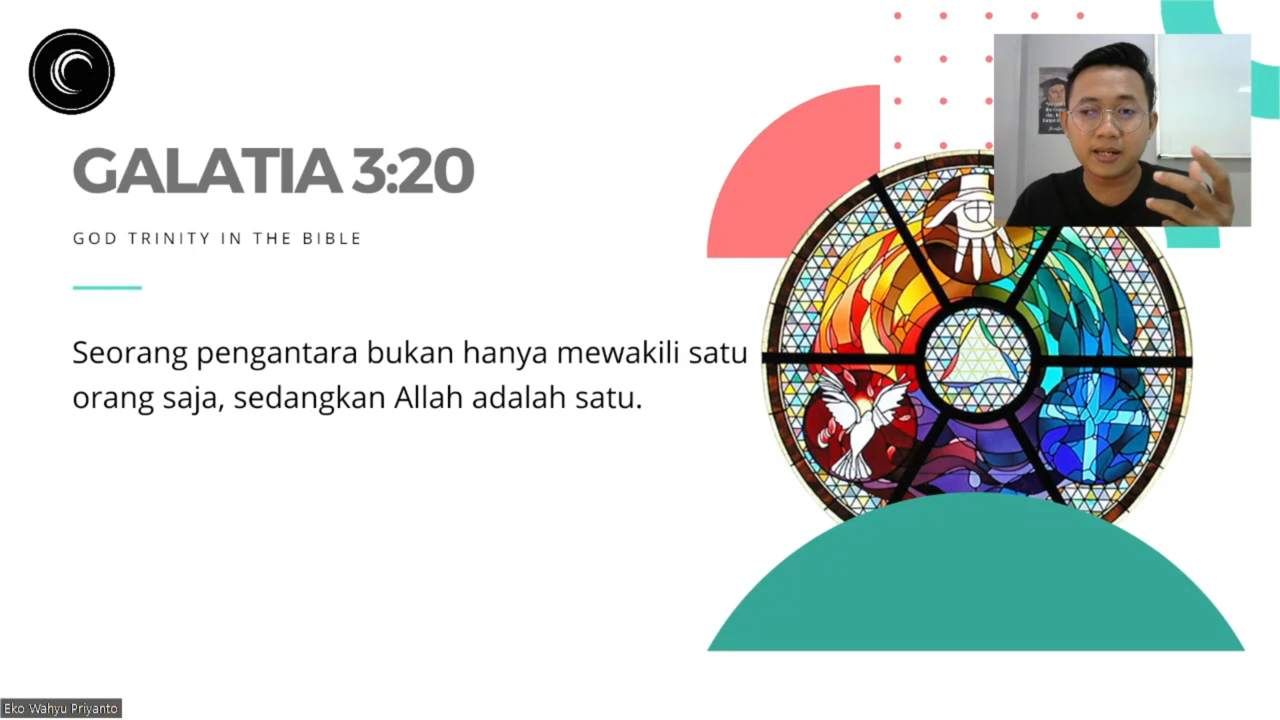 GALATIA 3:20
GOD TRINITY IN THE BIBLE
Seorang pengantara bukan hanya mewakili satu
orang saja, sedangkan Allah adalah satu.
Eko Wahyu Priyanto